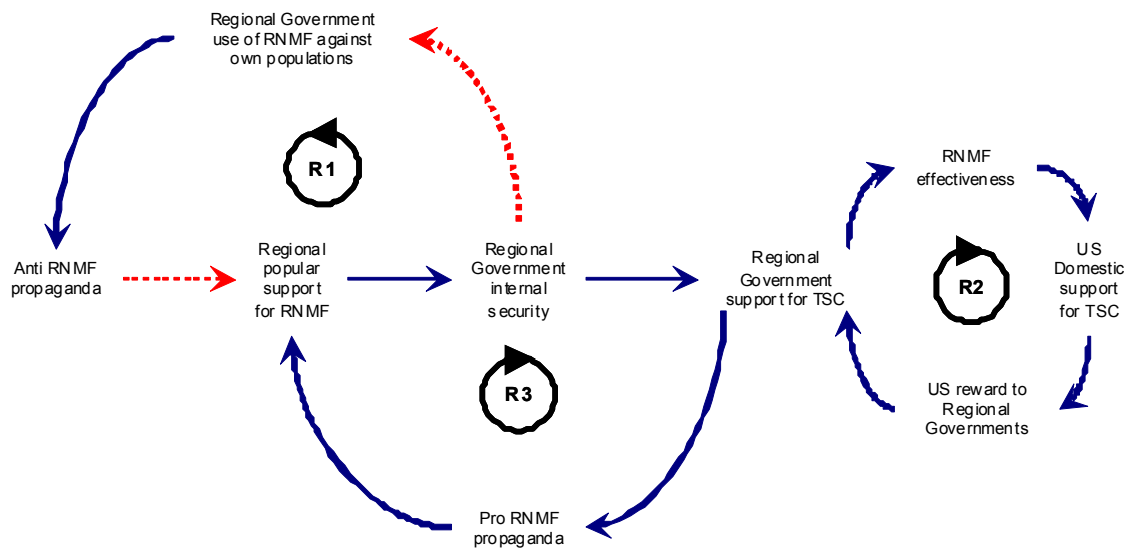 Regional Government
use of RNMF against
own populations
R1
RNMF
effectiveness
Anti RNMF
propaganda
Regional
popular
support
for RNMF
Regional
Government
internal
security
Regional
Government
support for TSC
R2
US
Domestic
support
for TSC
R3
US reward to
Regional
Governments
Pro RNMF
propaganda